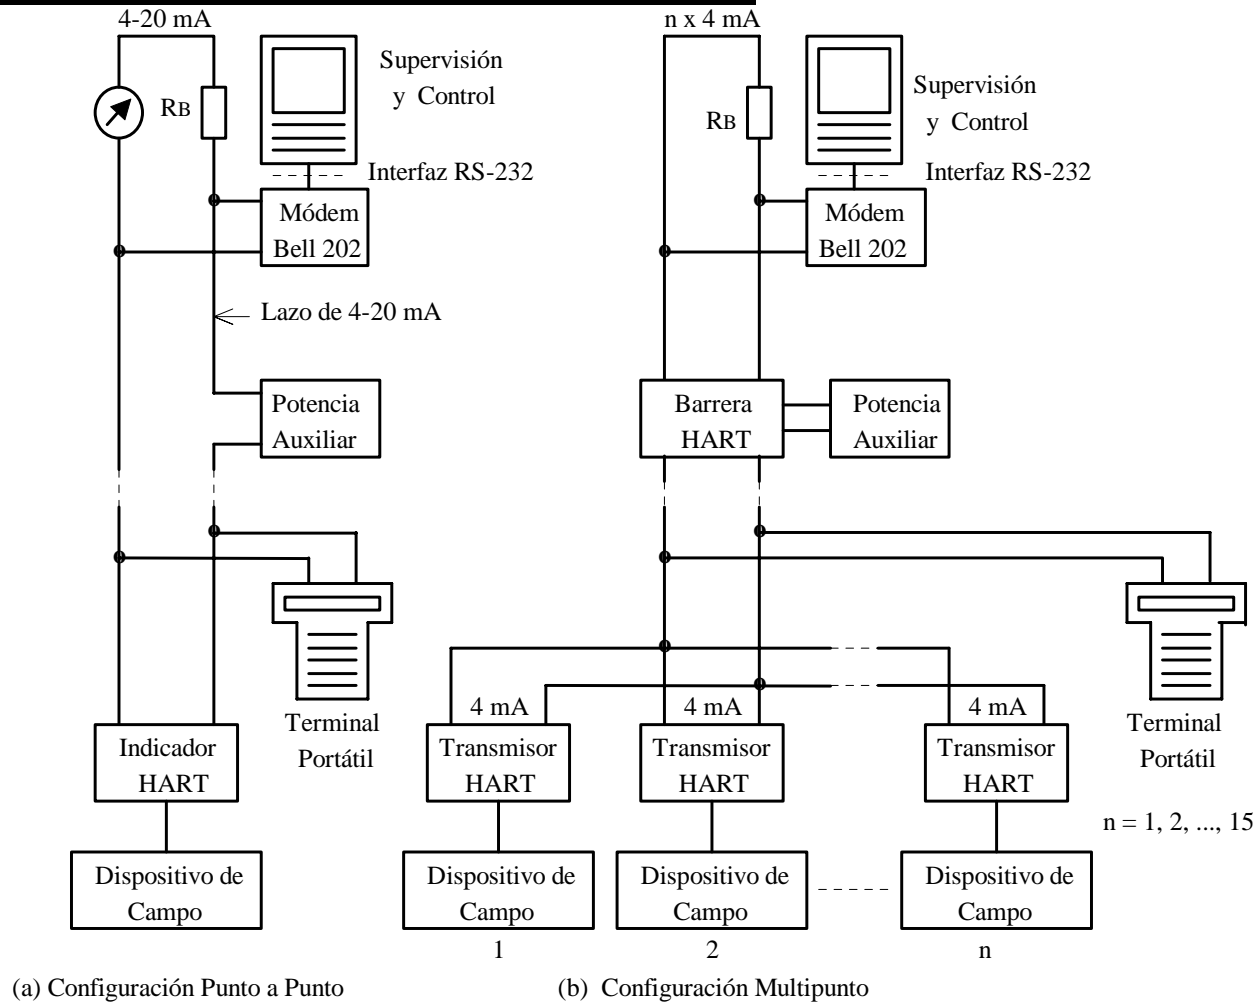 4-20 mA
RB
Supervisión
y Control
Interfaz RS-232
Módem
Bell 202
Lazo de 4-20 mA
Potencia
Auxiliar
Terminal
Portátil
Indicador
HART
Dispositivo de
Campo
(a) Configuración Punto a Punto
n x 4 mA
RB
Supervisión
y Control
Interfaz RS-232
Módem
Bell 202
Barrera
HART
Potencia
Auxiliar
4 mA
4 mA
4 mA
Transmisor
HART
Transmisor
HART
Transmisor
HART
Terminal
Portátil
n = 1, 2, ..., 15
Dispositivo de
Campo
1
Dispositivo de
Campo
2
Dispositivo de
Campo
n
(b) Configuración Multipunto